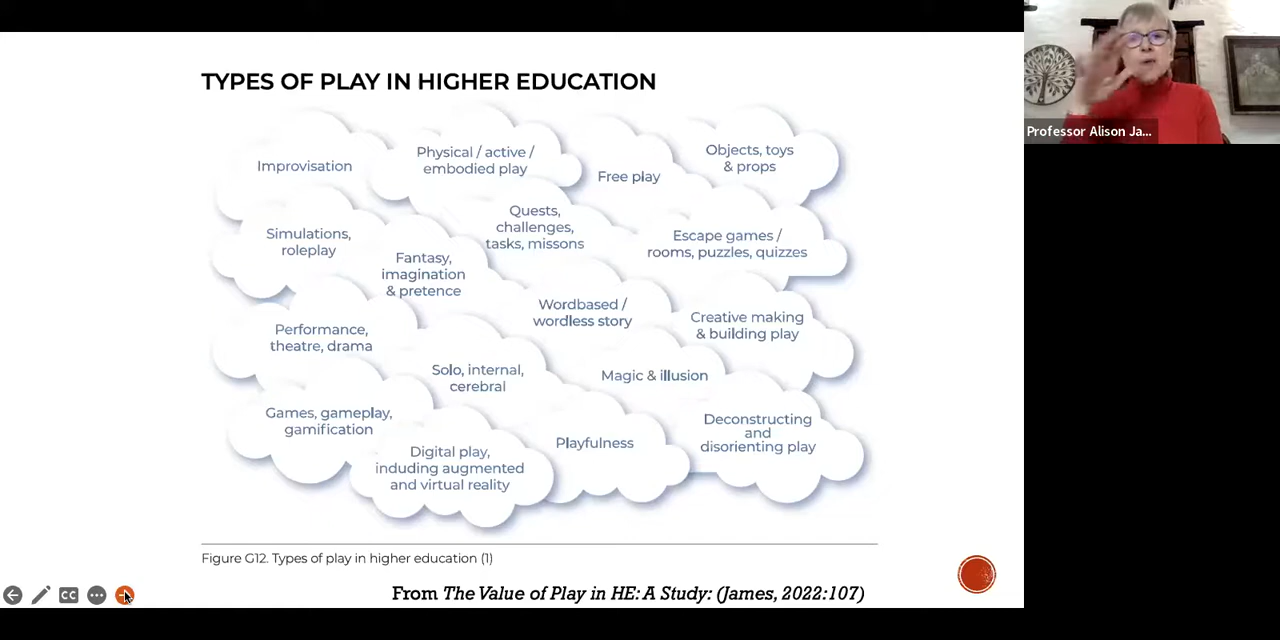 TYPES OF PLAY IN HIGHER EDUCATION
Improvisation
Physical / active /
embodied play
Free play
Objects, toys
& props
Simulations,
roleplay
Fantasy,
imagination
& pretence
Quests,
challenges,
tasks, missons
Escape games /
rooms, puzzles, quizzes
Performance,
theatre, drama
Wordbased /
wordless story
Creative making
& building play
Solo, internal,
cerebral
Magic & illusion
Games, gameplay,
gamification
Digital play,
including augmented
and virtual reality
Playfulness
Deconstructing
and
disorienting play
Figure G12. Types of play in higher education (1)
From The Value of Play in HE: A Study: (James, 2022:107)
CC
Professor Alison Ja...